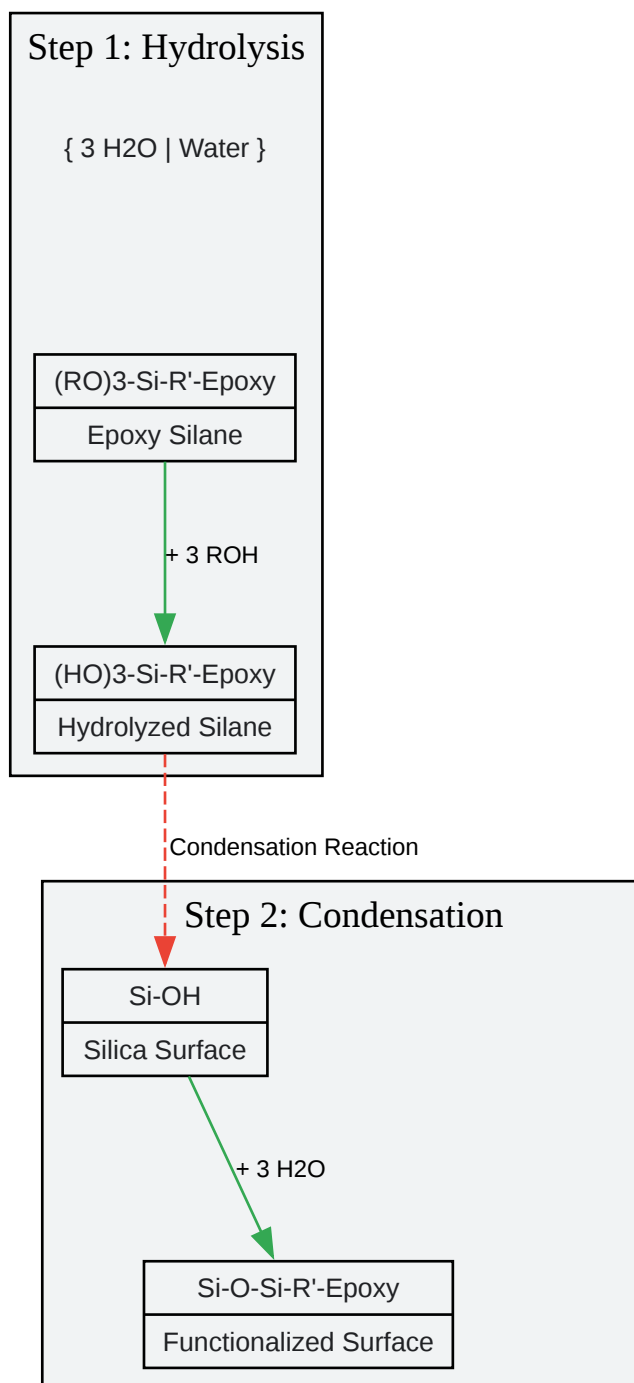 Step 1: Hydrolysis
{ 3 H2O | Water }
(RO)3-Si-R'-Epoxy
Epoxy Silane
+ 3 ROH
(HO)3-Si-R'-Epoxy
Hydrolyzed Silane
Condensation Reaction
Step 2: Condensation
Si-OH
Silica Surface
+ 3 H2O
Si-O-Si-R'-Epoxy
Functionalized Surface